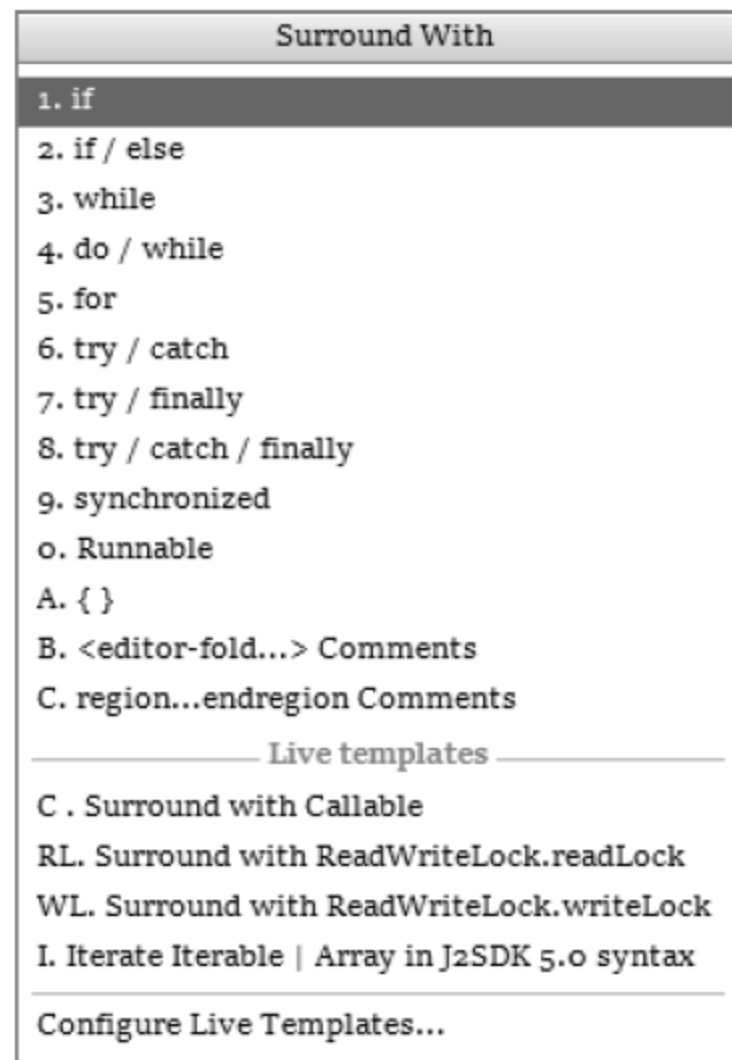 Surround With
1. if
2. if / else
3. while
4. do / while
5. for
6. try / catch
7. try / finally
8. try / catch / finally
9. synchronized
0. Runnable
A. { }
B. <editor-fold...> Comments
C. region...endregion Comments
Live templates
C . Surround with Callable
RL. Surround with ReadWriteLock.readLock
WL. Surround with ReadWriteLock.writeLock
I. Iterate Iterable | Array in J2SDK 5.0 syntax
Configure Live Templates...